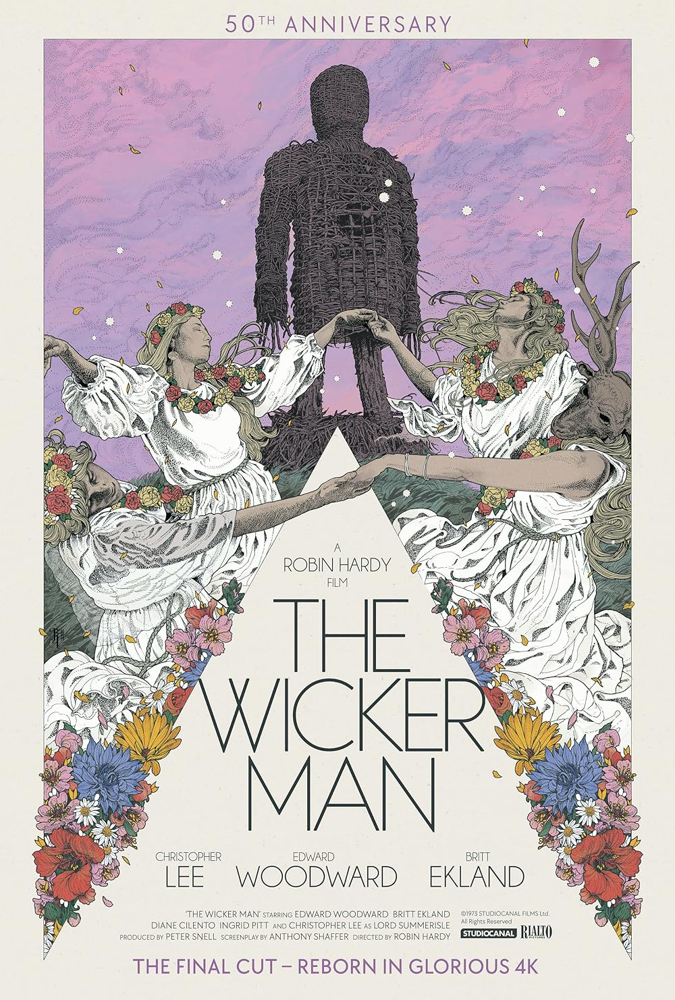 50TH ANNIVERSARY
A
ROBIN HARDY
FILM
THE
WICKER
MAN
CHRISTOPHER
LEE
EDWARD
WOODWARD
BRITT
EKLAND
'THE WICKER MAN' STARRING EDWARD WOODWARD BRITT EKLAND
DIANE CILENTO INGRID PITT AND CHRISTOPHER LEE AS LORD SUMMERISLE
PRODUCED BY PETER SNELL SCREENPLAY BY ANTHONY SHAFFER DIRECTED BY ROBIN HARDY
©1973 STUDIOCANAL FILMS Ltd.
All Rights Reserved
STUDIOCANAL RIALTO
PICTURES
THE FINAL CUT – REBORN IN GLORIOUS 4K